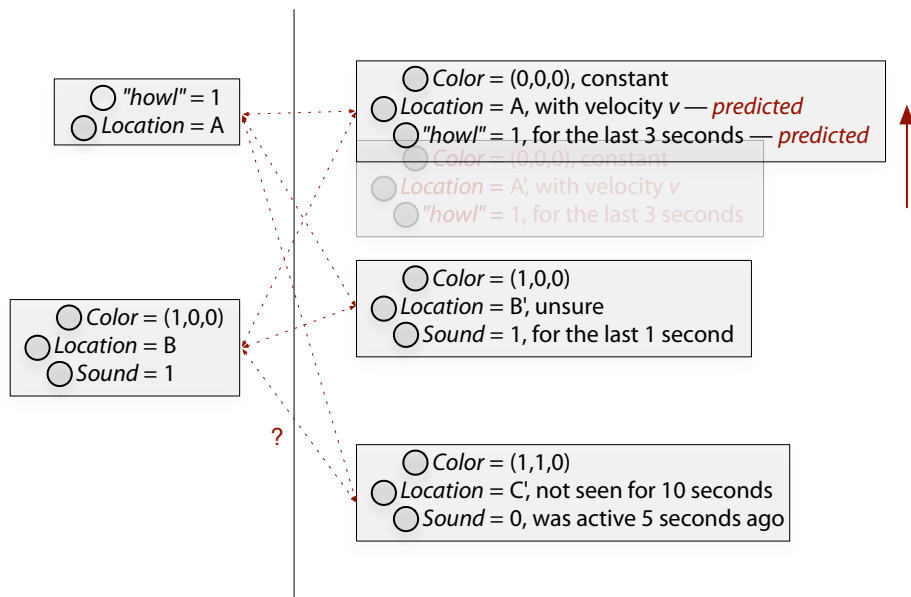 "howl" = 1
Location = A
Color = (1,0,0)
Location = B
Sound = 1
?
Color = (0,0,0), constant
Location = A, with velocity v — predicted
"howl" = 1, for the last 3 seconds — predicted
Color = (0,0,0), constant
Location = A', with velocity v
"howl" = 1, for the last 3 seconds
Color = (1,0,0)
Location = B', unsure
Sound = 1, for the last 1 second
Color = (1,1,0)
Location = C', not seen for 10 seconds
Sound = 0, was active 5 seconds ago